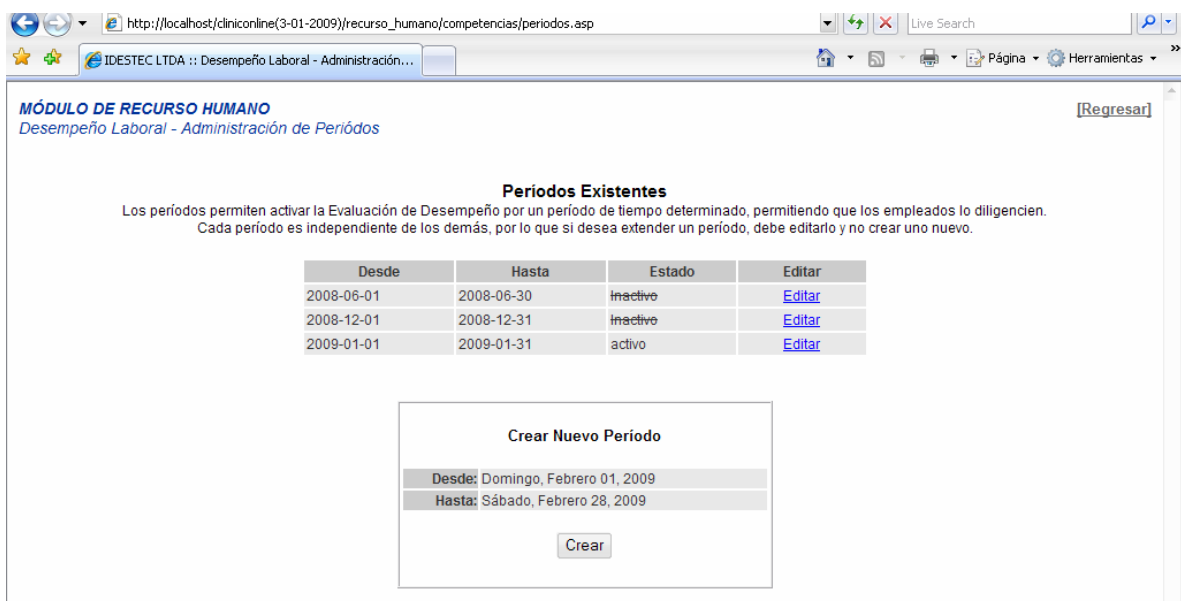 http://localhost/cliniconline(3-01-2009)/recurso_humano/competencias/periodos.asp
Live Search
IDESTEC LTDA :: Desempeño Laboral - Administración...
Página
Herramientas
»
MÓDULO DE RECURSO HUMANO
[Regresar]
Desempeño Laboral - Administración de Periódos
Períodos Existentes
Los períodos permiten activar la Evaluación de Desempeño por un período de tiempo determinado, permitiendo que los empleados lo diligencien.
Cada período es independiente de los demás, por lo que si desea extender un período, debe editarlo y no crear uno nuevo.
Desde Hasta Estado Editar
2008-06-01 2008-06-30 Inactivo Editar
2008-12-01 2008-12-31 Inactivo Editar
2009-01-01 2009-01-31 activo Editar
Crear Nuevo Período
Desde: Domingo, Febrero 01, 2009
Hasta: Sábado, Febrero 28, 2009
Crear